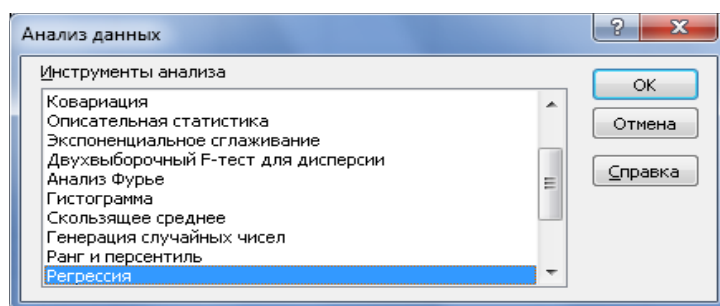 Анализ данных
Инструменты анализа
Ковариация
Описательная статистика
Экспоненциальное сглаживание
Двухвыборочный F-тест для дисперсии
Анализ Фурье
Гистограмма
Скользящее среднее
Генерация случайных чисел
Ранг и персентиль
Регрессия
ОК
Отмена
Справка